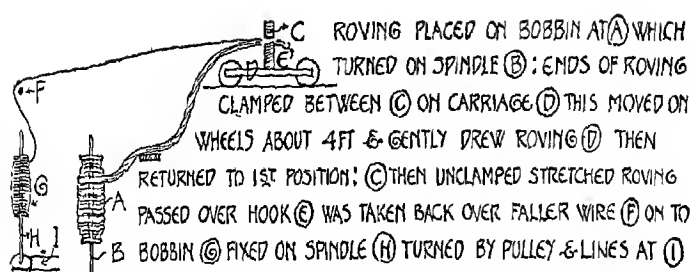 C ROVING PLACED ON BOBBIN AT Ⓐ WHICH
E
D TURNED ON SPINDLE Ⓑ: ENDS OF ROVING
F CLAMPED BETWEEN Ⓒ ON CARRIAGE Ⓓ THIS MOVED ON
WHEELS ABOUT 4FT & GENTLY DREW ROVING Ⓓ THEN
RETURNED TO 1ST POSITION: Ⓒ THEN UNCLAMPED STRETCHED ROVING
G A PASSED OVER HOOK Ⓔ WAS TAKEN BACK OVER FALLER WIRE Ⓕ ON TO
H I B BOBBIN Ⓖ FIXED ON SPINDLE Ⓗ TURNED BY PULLEY & LINES AT Ⓘ